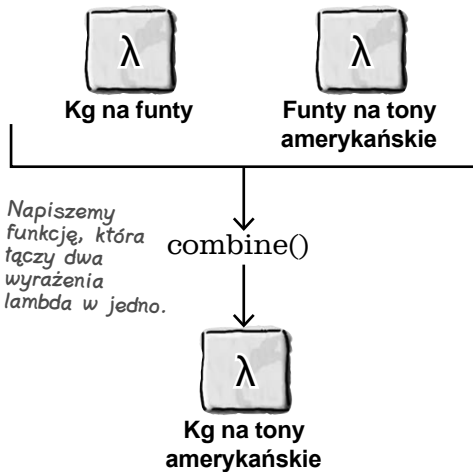 λ
λ
Kg na funty
Funty na tony
amerykańskie
Napiszemy
funkcję, która
łączy dwa
wyrażenia
lambda w jedno.
combine()
λ
Kg na tony
amerykańskie